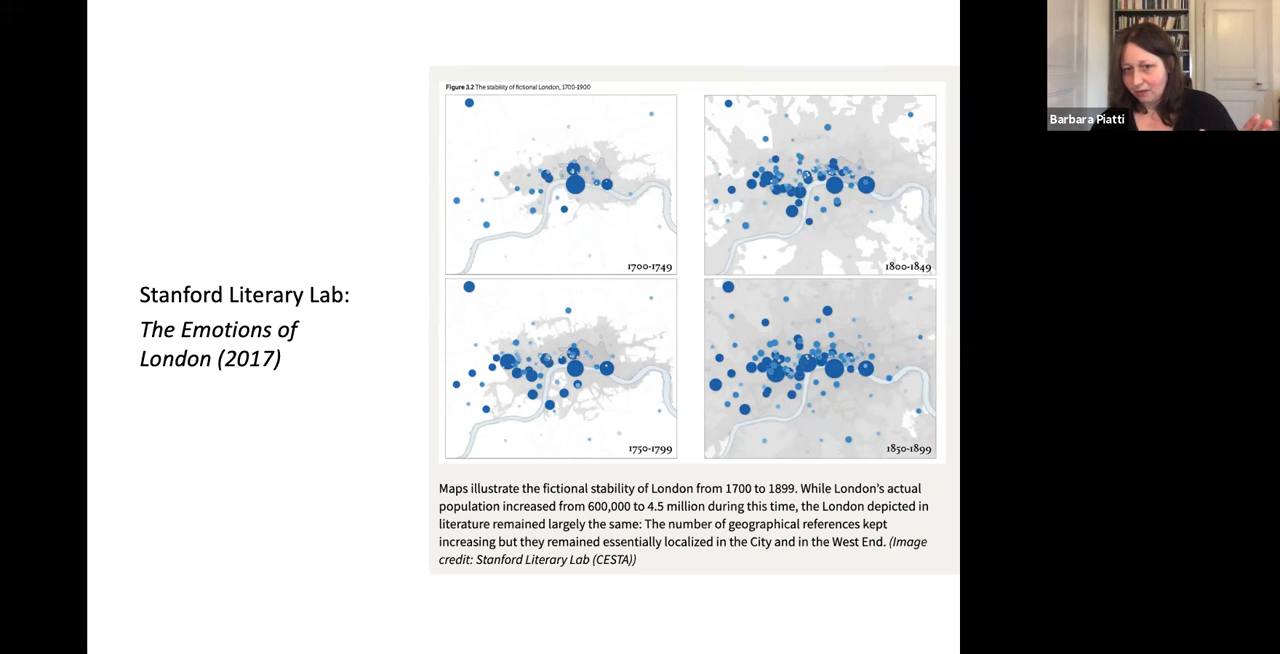 Stanford Literary Lab:
The Emotions of
London (2017)
Figure 3.2 The stability of fictional London, 1700-1900
1700-1749
1800-1849
1750-1799
1850-1899
Maps illustrate the fictional stability of London from 1700 to 1899. While London's actual
population increased from 600,000 to 4.5 million during this time, the London depicted in
literature remained largely the same: The number of geographical references kept
increasing but they remained essentially localized in the City and in the West End. (Image
credit: Stanford Literary Lab (CESTA))
Barbara Piatti